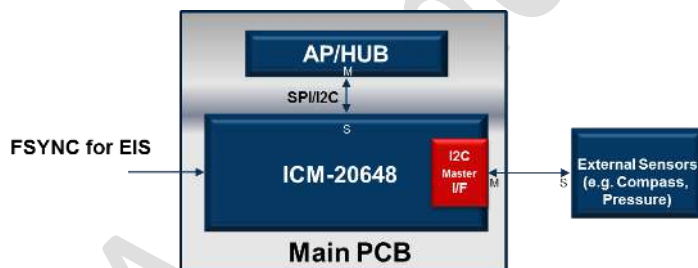 AP/HUB
M
SPI/I2C
S
FSYNC for EIS
ICM-20648
I2C
Master
I/F
M
S
External Sensors
(e.g. Compass,
Pressure)
Main PCB